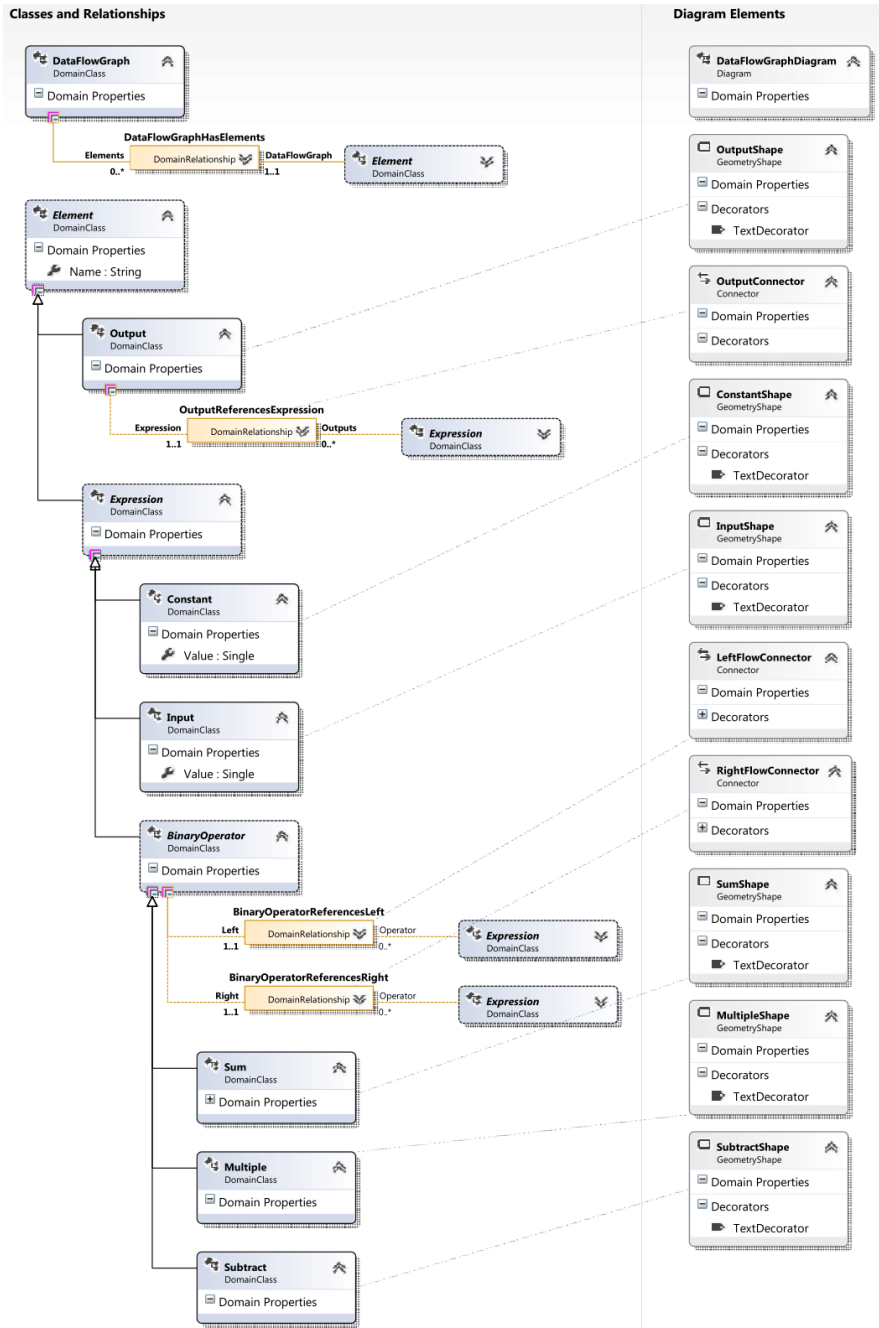 Classes and Relationships
DataFlowGraph
DomainClass
Domain Properties
DataFlowGraphHasElements
Elements
DomainRelationship
DataFlowGraph
0..*
1..1
Element
DomainClass
Element
DomainClass
Domain Properties
Name : String
Output
DomainClass
Domain Properties
OutputReferencesExpression
Expression
DomainRelationship
Outputs
1..1
0..*
Expression
DomainClass
Expression
DomainClass
Domain Properties
Constant
DomainClass
Domain Properties
Value : Single
Input
DomainClass
Domain Properties
Value : Single
BinaryOperator
DomainClass
Domain Properties
BinaryOperatorReferencesLeft
Left
DomainRelationship
Operator
1..1
0..*
Expression
DomainClass
BinaryOperatorReferencesRight
Right
DomainRelationship
Operator
1..1
0..*
Expression
DomainClass
Sum
DomainClass
Domain Properties
Multiple
DomainClass
Domain Properties
Subtract
DomainClass
Domain Properties
Diagram Elements
DataFlowGraphDiagram
Diagram
Domain Properties
OutputShape
GeometryShape
Domain Properties
Decorators
TextDecorator
OutputConnector
Connector
Domain Properties
Decorators
ConstantShape
GeometryShape
Domain Properties
Decorators
TextDecorator
InputShape
GeometryShape
Domain Properties
Decorators
TextDecorator
LeftFlowConnector
Connector
Domain Properties
Decorators
RightFlowConnector
Connector
Domain Properties
Decorators
SumShape
GeometryShape
Domain Properties
Decorators
TextDecorator
MultipleShape
GeometryShape
Domain Properties
Decorators
TextDecorator
SubtractShape
GeometryShape
Domain Properties
Decorators
TextDecorator